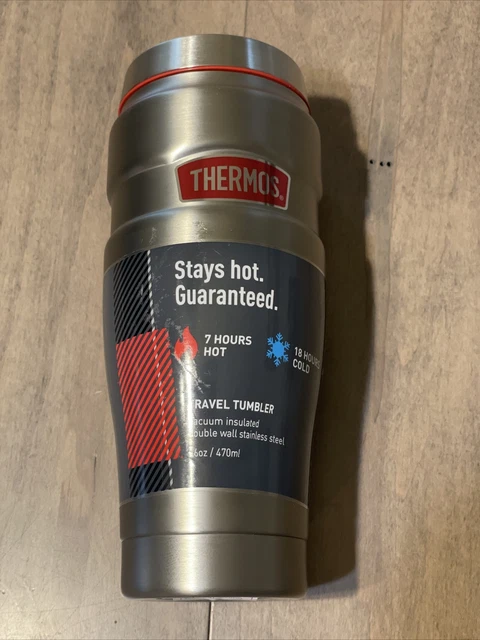 THERMOS®
Stays hot.
Guaranteed.
7 HOURS
HOT
18 HOURS
COLD
RAVEL TUMBLER
acuum insulated
ouble wall stainless steel
6oz / 470ml